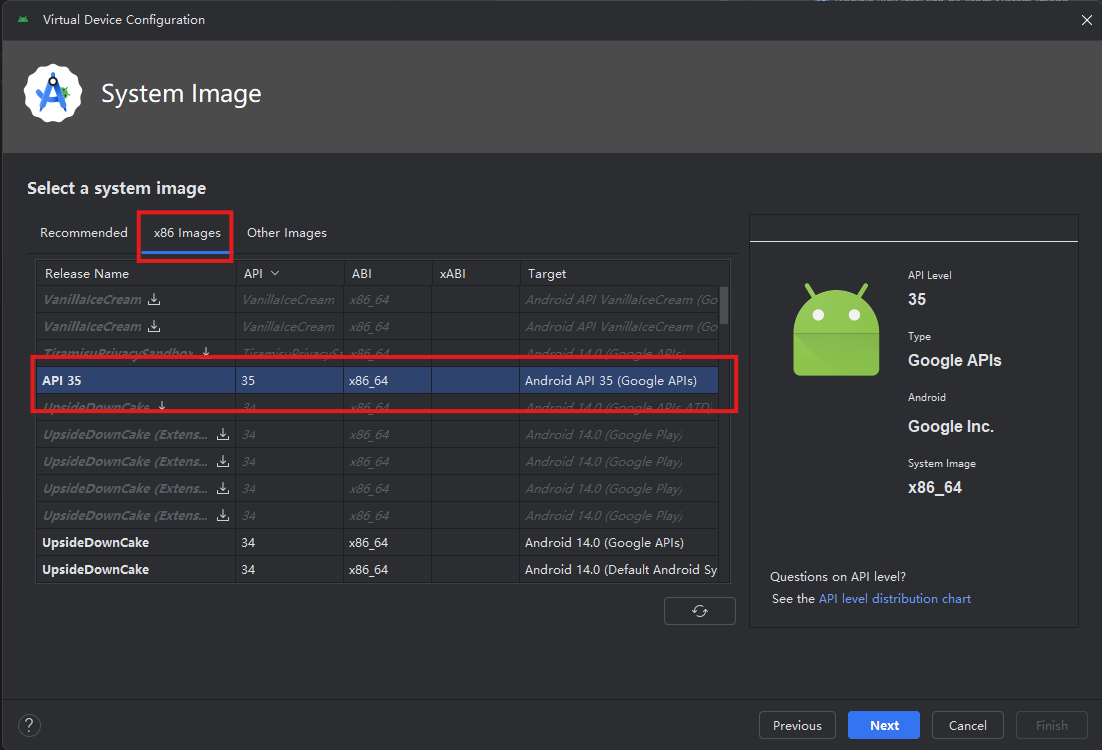 Virtual Device Configuration
System Image
Select a system image
Recommended x86 Images Other Images
Release Name API ABI xABI Target
VanillaIceCream VanillaIceCream x86_64 Android API VanillaIceCream (Go
VanillaIceCream VanillaIceCream x86_64 Android API VanillaIceCream (Go
TiramisuPrivacySandbox TiramisuPrivacySa x86_64 Android 14.0 (Google APIs)
API 35 35 x86_64 Android API 35 (Google APIs)
UpsideDownCake 34 x86_64 Android 14.0 (Google APIs ATD)
UpsideDownCake (Extens... 34 x86_64 Android 14.0 (Google Play)
UpsideDownCake (Extens... 34 x86_64 Android 14.0 (Google Play)
UpsideDownCake (Extens... 34 x86_64 Android 14.0 (Google Play)
UpsideDownCake (Extens... 34 x86_64 Android 14.0 (Google Play)
UpsideDownCake 34 x86_64 Android 14.0 (Google APIs)
UpsideDownCake 34 x86_64 Android 14.0 (Default Android Sy
API Level
35
Type
Google APIs
Android
Google Inc.
System Image
x86_64
Questions on API level?
See the API level distribution chart
?
Previous Next Cancel Finish